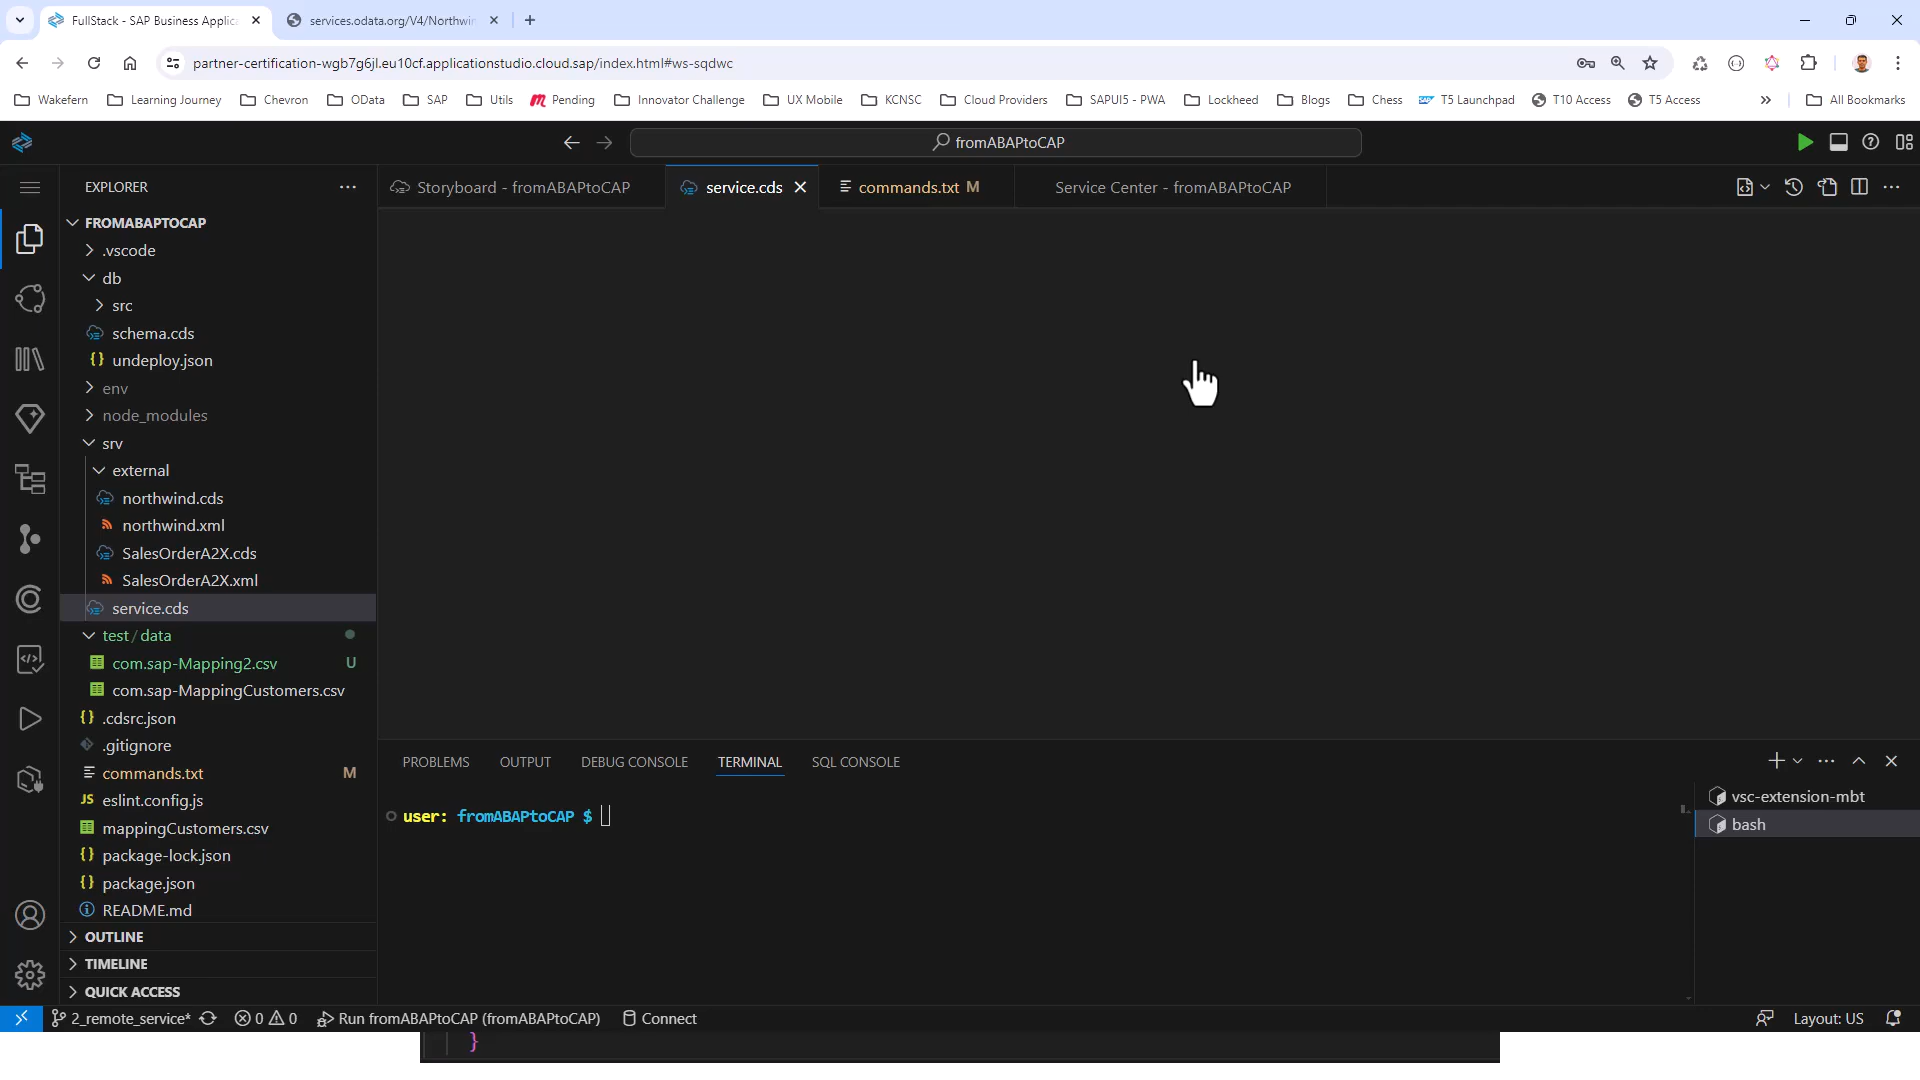 FullStack - SAP Business Applic
services.odata.org/V4/Northwin
partner-certification-wgb7g6jl.eu10cf.applicationstudio.cloud.sap/index.html#ws-sqdwc
Wakefern
Learning Journey
Chevron
OData
SAP
Utils
Pending
Innovator Challenge
UX Mobile
KCNSC
Cloud Providers
SAPUI5 - PWA
Lockheed
Blogs
Chess
T5 Launchpad
T10 Access
T5 Access
All Bookmarks
fromABAPtoCAP
EXPLORER
Storyboard - fromABAPtoCAP
service.cds
commands.txt M
Service Center - fromABAPtoCAP
FROMABAPTOCAP
.vscode
db
src
schema.cds
undeploy.json
env
node_modules
srv
external
northwind.cds
northwind.xml
SalesOrderA2X.cds
SalesOrderA2X.xml
service.cds
test/data
com.sap-Mapping2.csv U
com.sap-MappingCustomers.csv
.cdsrc.json
.gitignore
commands.txt M
JS eslint.config.js
mappingCustomers.csv
package-lock.json
package.json
README.md
OUTLINE
TIMELINE
QUICK ACCESS
PROBLEMS
OUTPUT
DEBUG CONSOLE
TERMINAL
SQL CONSOLE
user: fromABAPtoCAP $
vsc-extension-mbt
bash
2_remote_service*
0 0
Run fromABAPtoCAP (fromABAPtoCAP)
Connect
Layout: US
}